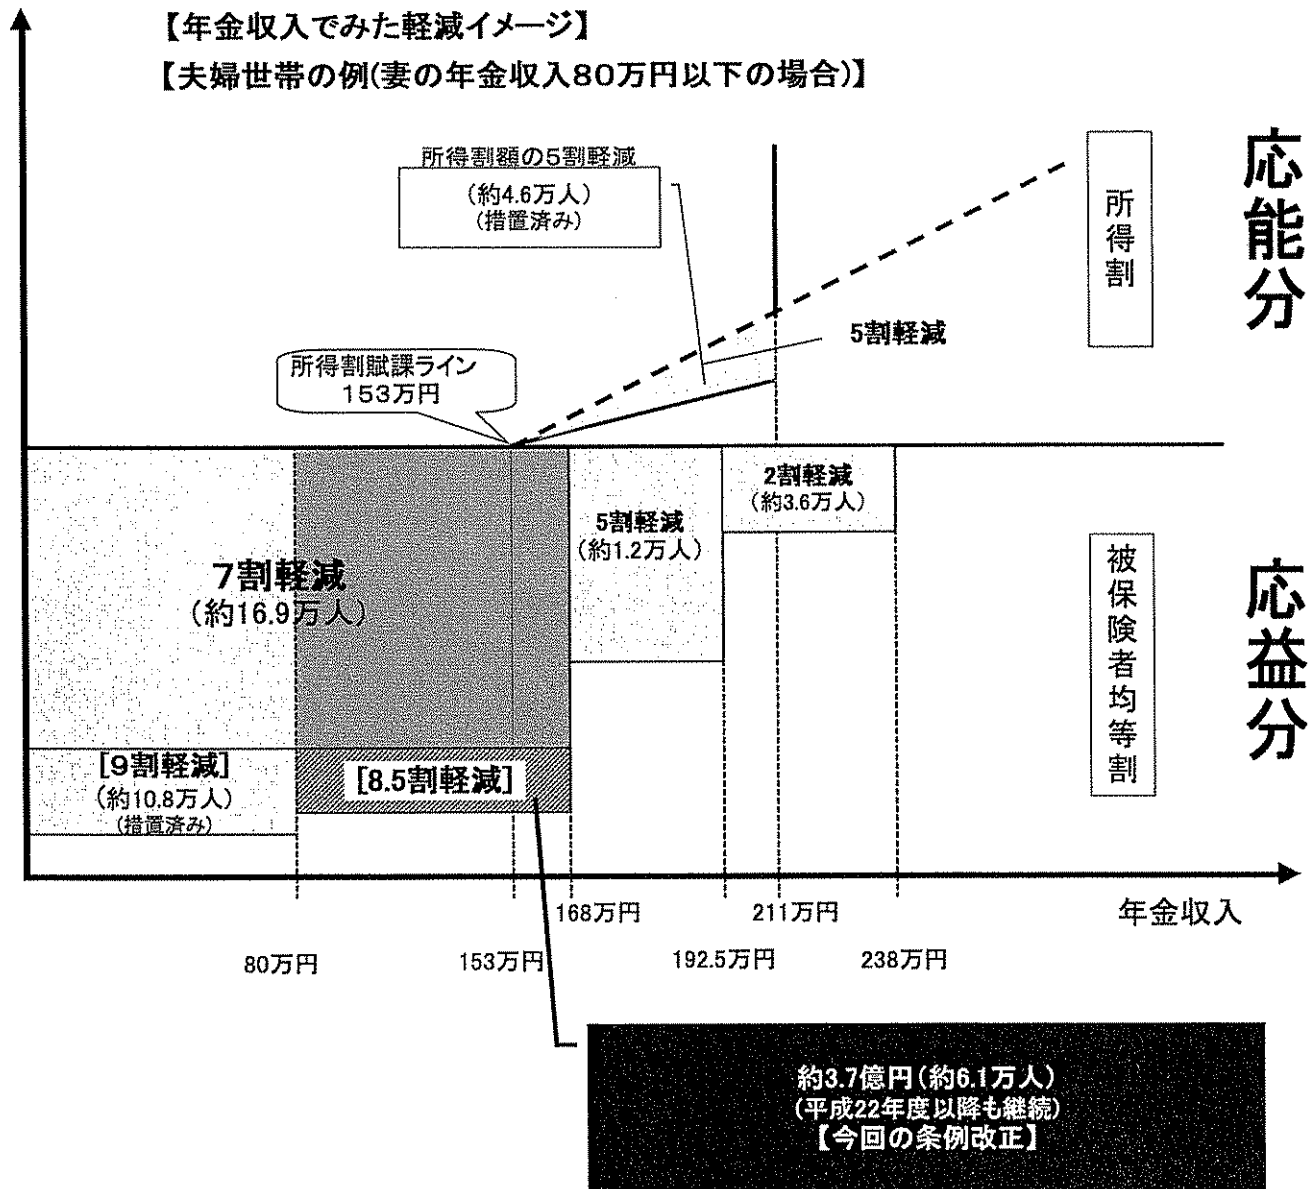 【年金収入でみた軽減イメージ】
【夫婦世帯の例(妻の年金収入80万円以下の場合)】
所得割額の5割軽減
(約4.6万人)
(措置済み)
所得割
応能分
5割軽減
所得割賦課ライン
153万円
7割軽減
(約16.9万人)
5割軽減
(約1.2万人)
2割軽減
(約3.6万人)
被保険者均等割
応益分
[9割軽減]
(約10.8万人)
(措置済み)
[8.5割軽減]
168万円
211万円
年金収入
80万円
153万円
192.5万円
238万円
約3.7億円(約6.1万人)
(平成22年度以降も継続)
【今回の条例改正】